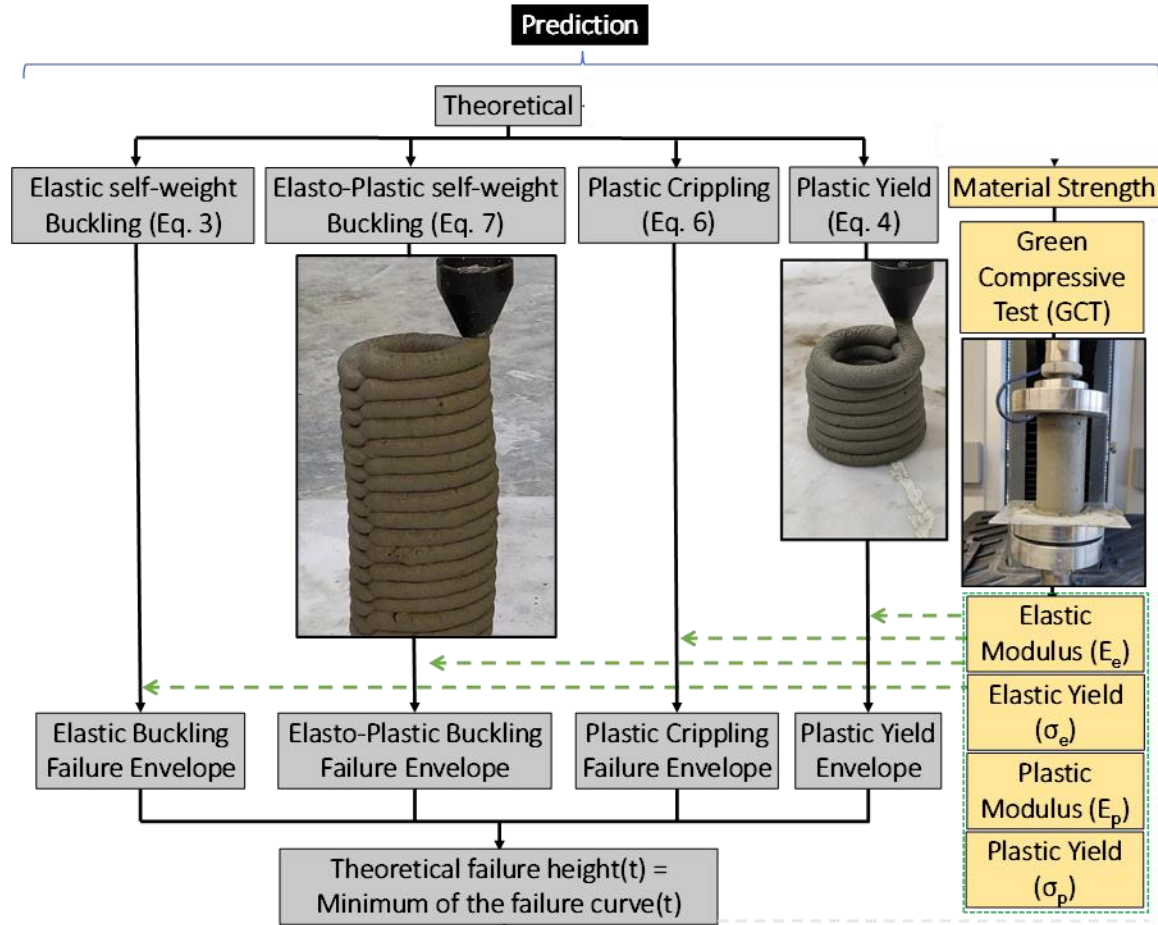 Prediction
Theoretical
Elastic self-weight
Buckling (Eq. 3)
Elasto-Plastic self-weight
Buckling (Eq. 7)
Plastic Crippling
(Eq. 6)
Plastic Yield
(Eq. 4)
Material Strength
Green
Compressive
Test (GCT)
Elastic
Modulus (Eₑ)
Elastic Yield
(σₑ)
Plastic
Modulus (Eₚ)
Plastic Yield
(σₚ)
Elastic Buckling
Failure Envelope
Elasto-Plastic Buckling
Failure Envelope
Plastic Crippling
Failure Envelope
Plastic Yield
Envelope
Theoretical failure height(t) =
Minimum of the failure curve(t)